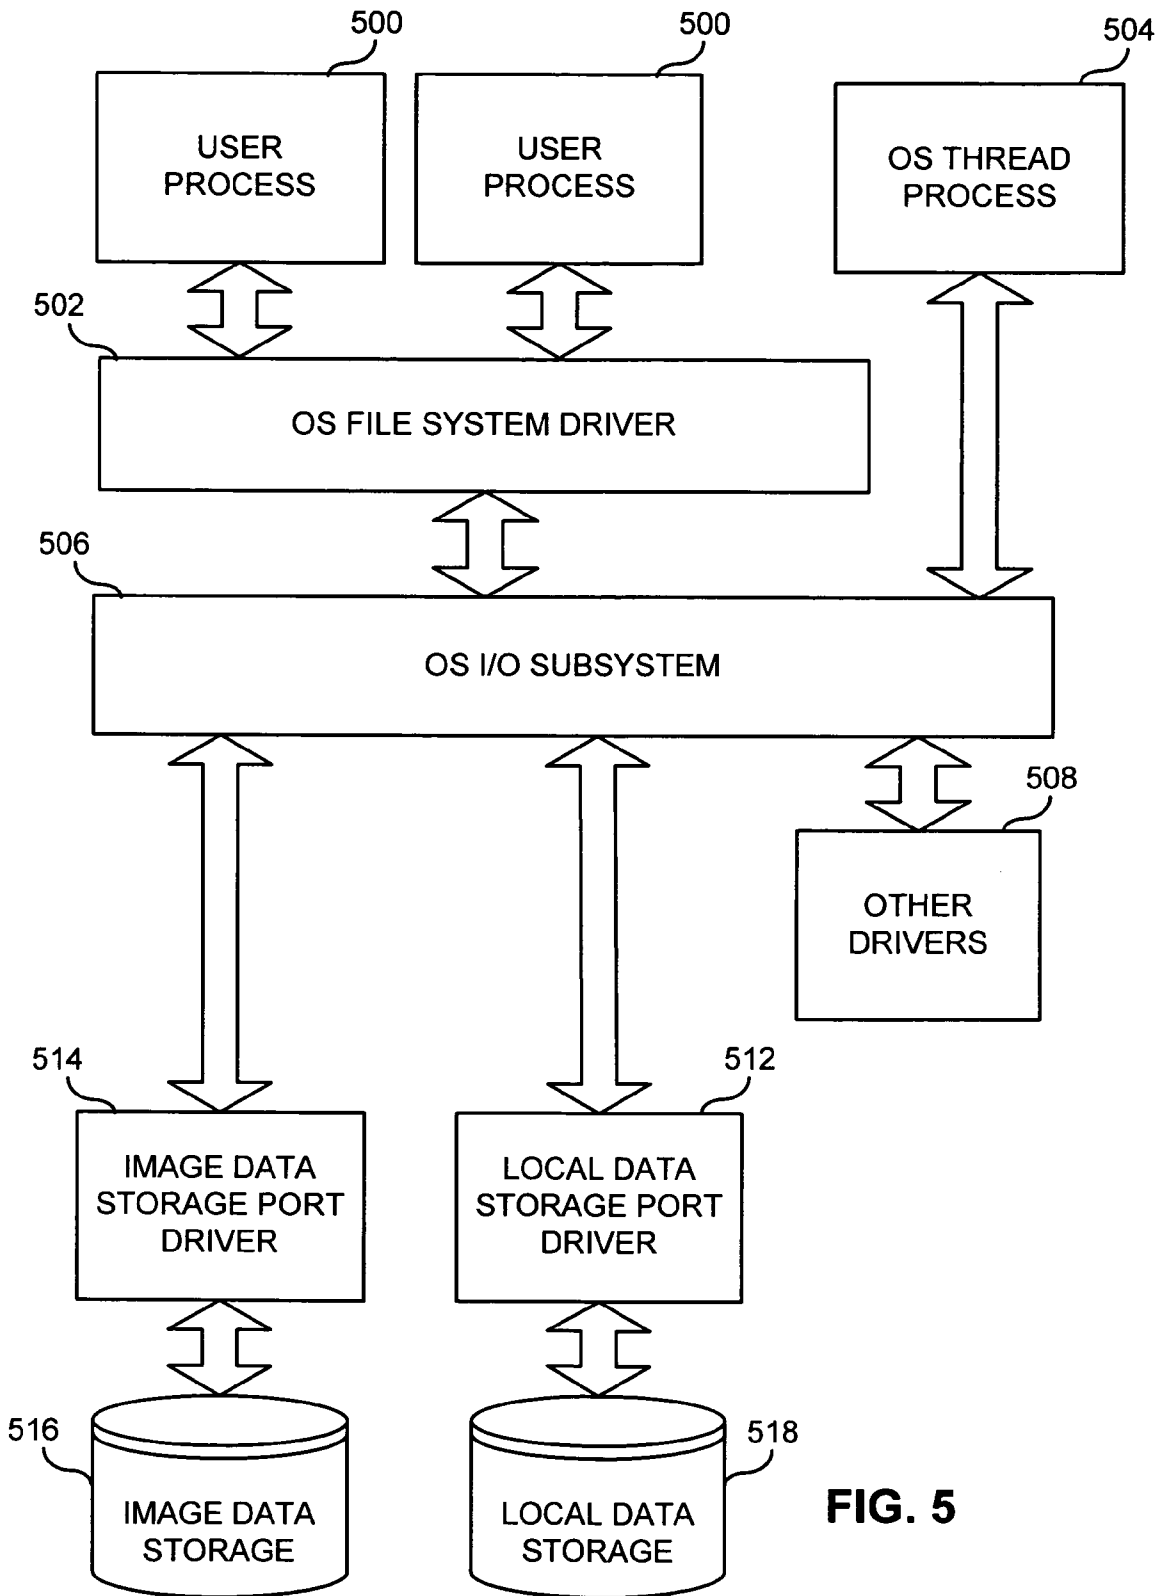 500
500
504
USER
PROCESS
USER
PROCESS
OS THREAD
PROCESS
502
OS FILE SYSTEM DRIVER
506
OS I/O SUBSYSTEM
508
OTHER
DRIVERS
514
512
IMAGE DATA
STORAGE PORT
DRIVER
LOCAL DATA
STORAGE PORT
DRIVER
516
518
IMAGE DATA
STORAGE
LOCAL DATA
STORAGE
FIG. 5